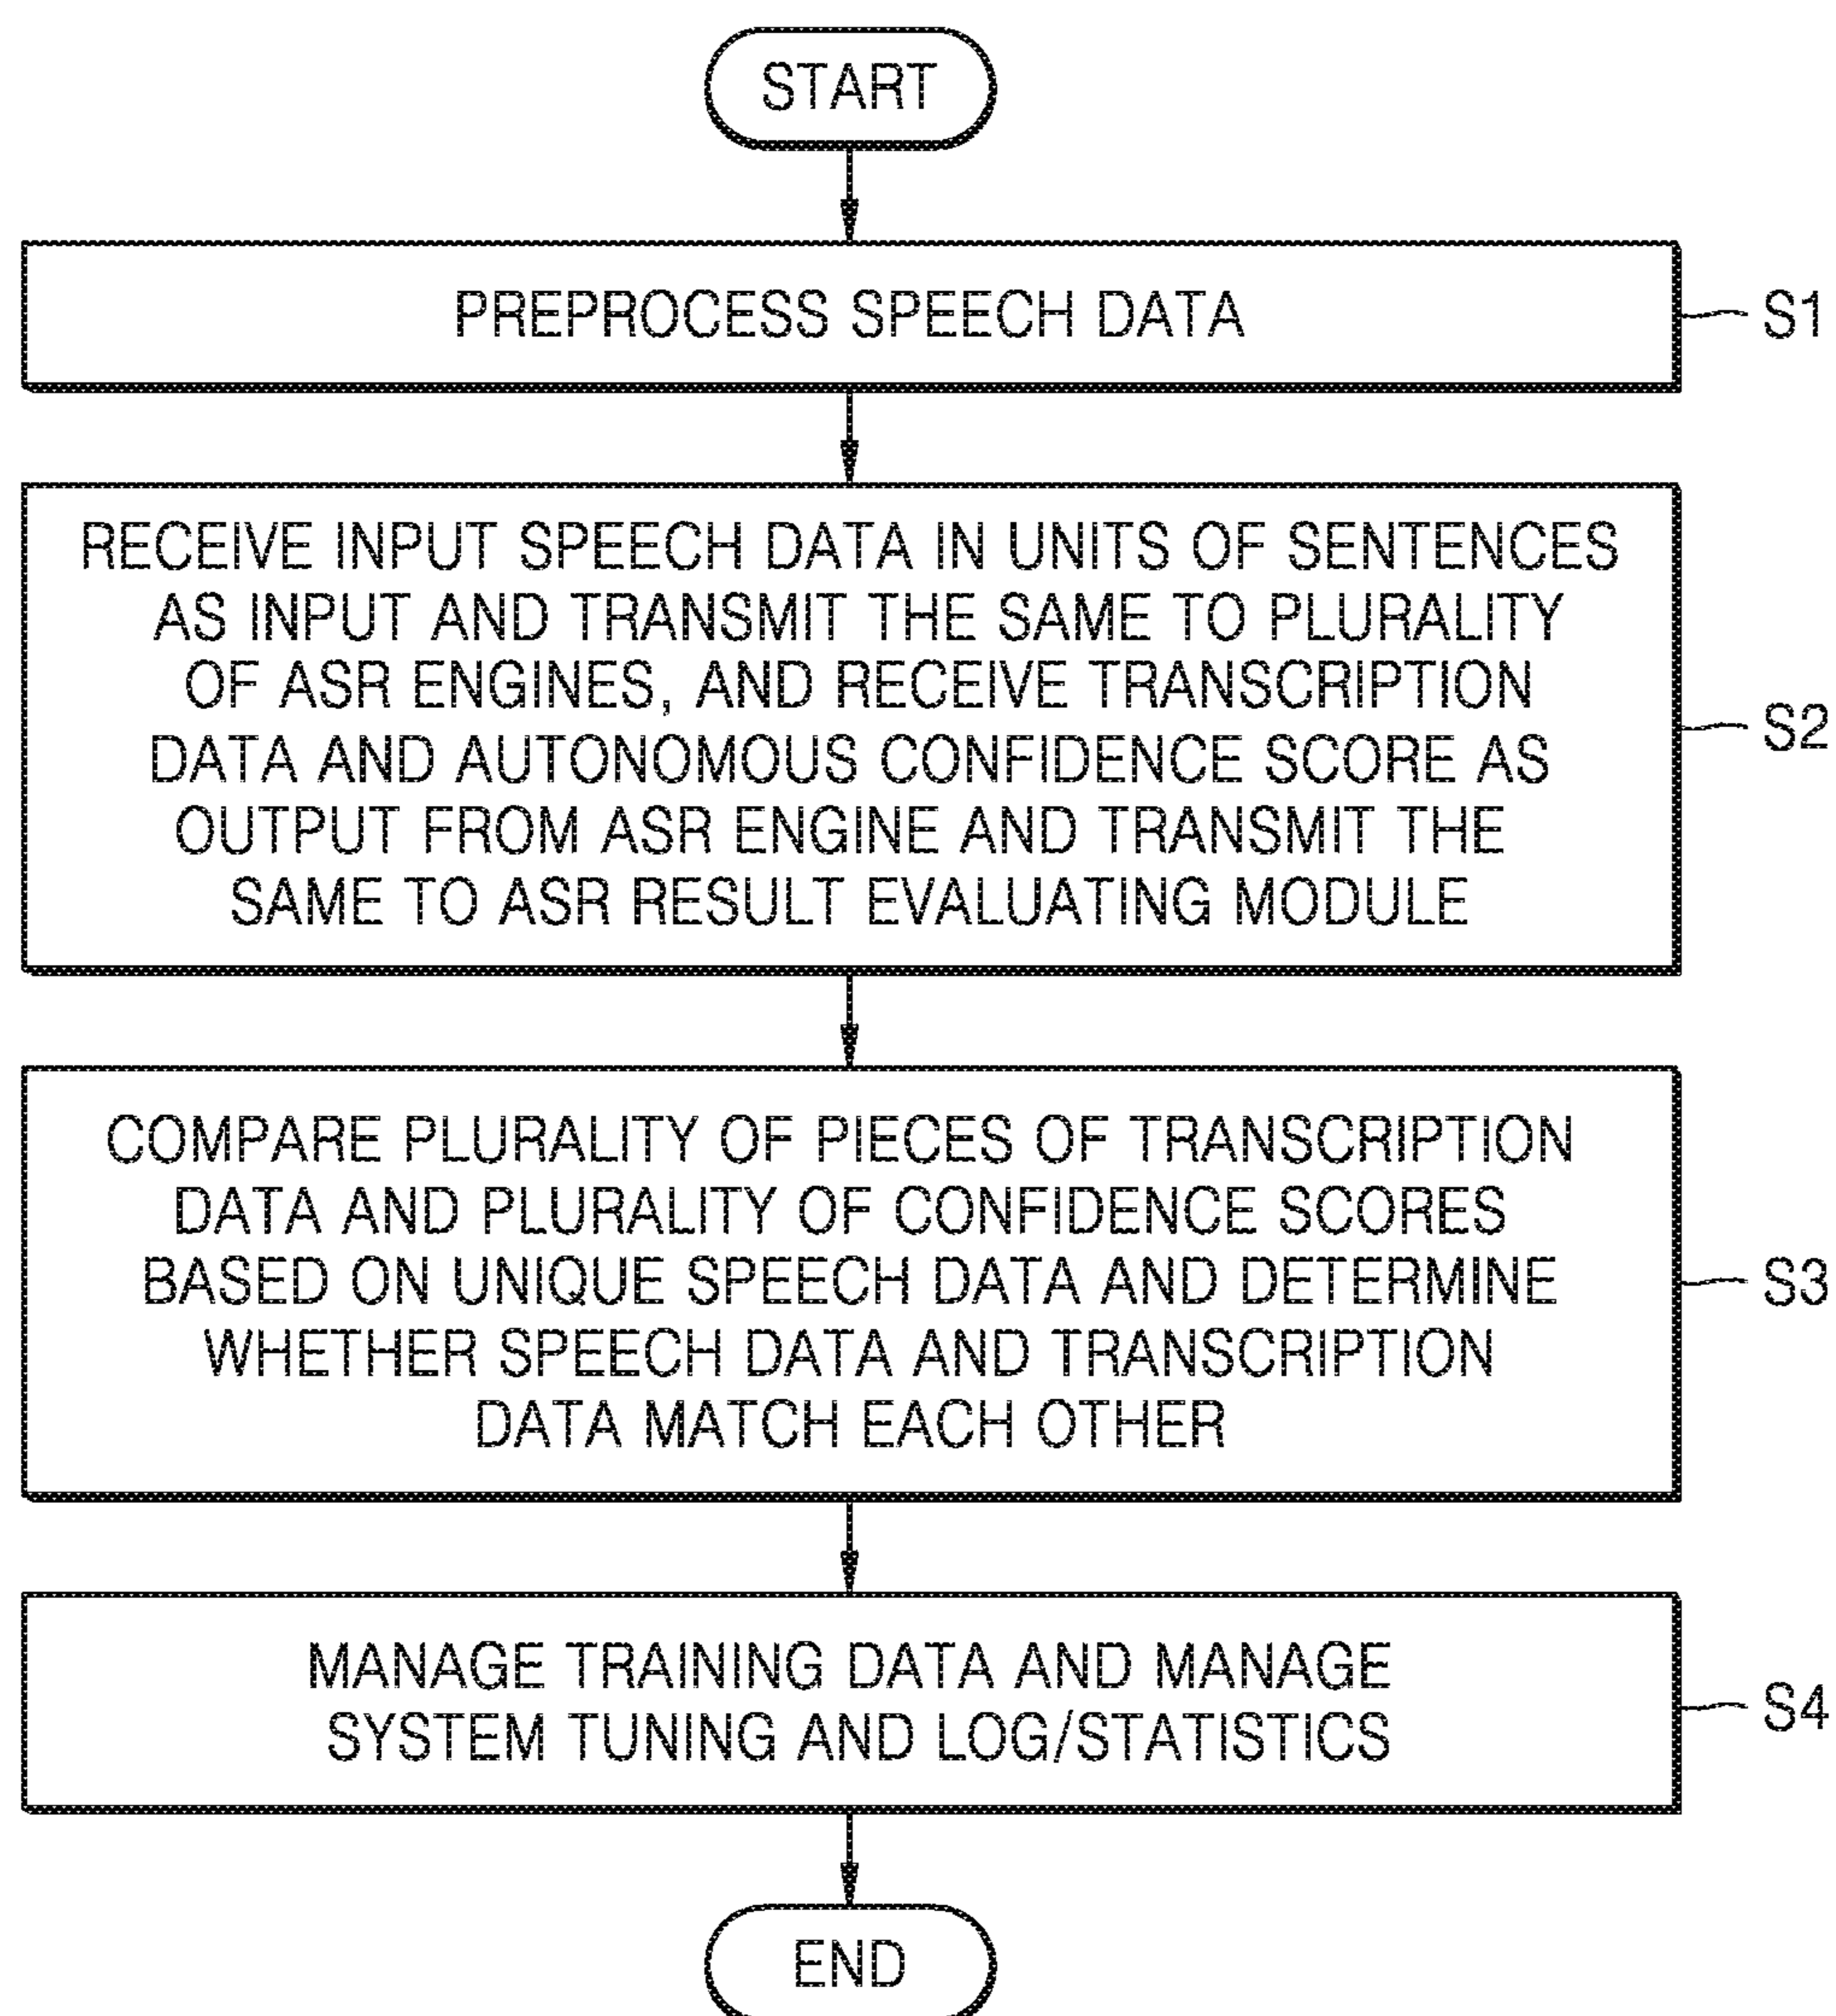 START
PREPROCESS SPEECH DATA
S1
RECEIVE INPUT SPEECH DATA IN UNITS OF SENTENCES
AS INPUT AND TRANSMIT THE SAME TO PLURALITY
OF ASR ENGINES, AND RECEIVE TRANSCRIPTION
DATA AND AUTONOMOUS CONFIDENCE SCORE AS
OUTPUT FROM ASR ENGINE AND TRANSMIT THE
SAME TO ASR RESULT EVALUATING MODULE
S2
COMPARE PLURALITY OF PIECES OF TRANSCRIPTION
DATA AND PLURALITY OF CONFIDENCE SCORES
BASED ON UNIQUE SPEECH DATA AND DETERMINE
WHETHER SPEECH DATA AND TRANSCRIPTION
DATA MATCH EACH OTHER
S3
MANAGE TRAINING DATA AND MANAGE
SYSTEM TUNING AND LOG/STATISTICS
S4
END